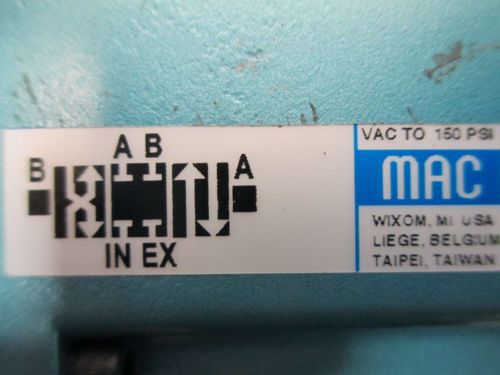 A B
B
A
IN EX
VAC TO 150 PSI
MAC
WIXOM, MI USA
LIEGE, BELGIUM
TAIPEI, TAIWAN